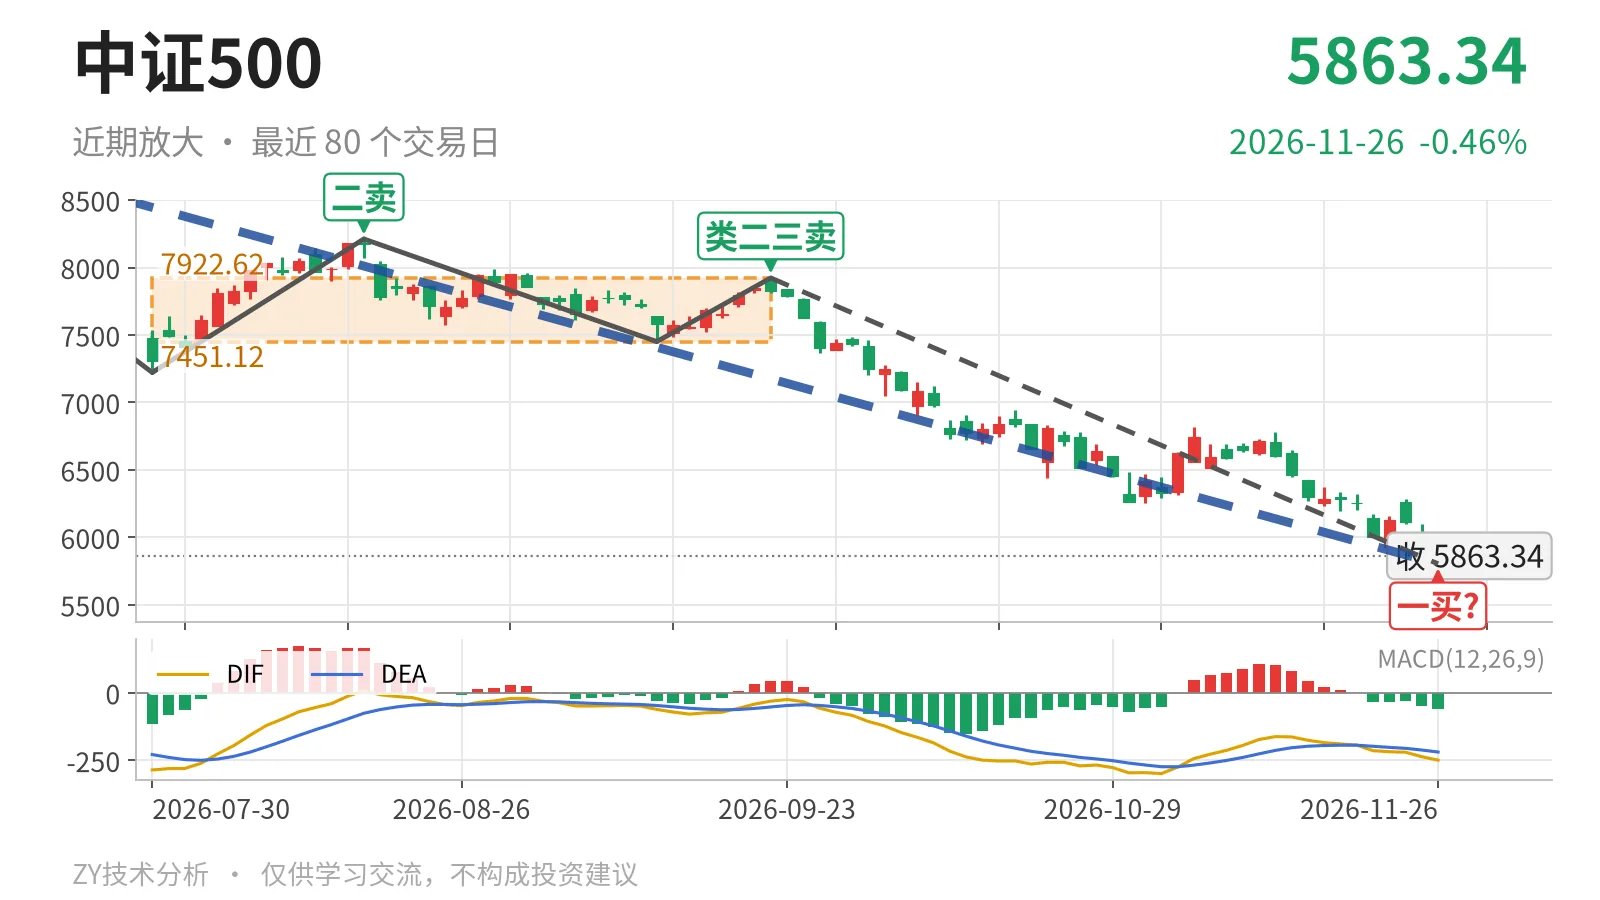 中证500
5863.34
近期放大 • 最近 80 个交易日
2026-11-26 -0.46%
二卖
类二三卖
8500
8000
7500
7000
6500
6000
5500
7922.62
7451.12
收 5863.34
一买?
DIF
DEA
MACD(12,26,9)
0
-250
2026-07-30
2026-08-26
2026-09-23
2026-10-29
2026-11-26
ZY技术分析 • 仅供学习交流，不构成投资建议